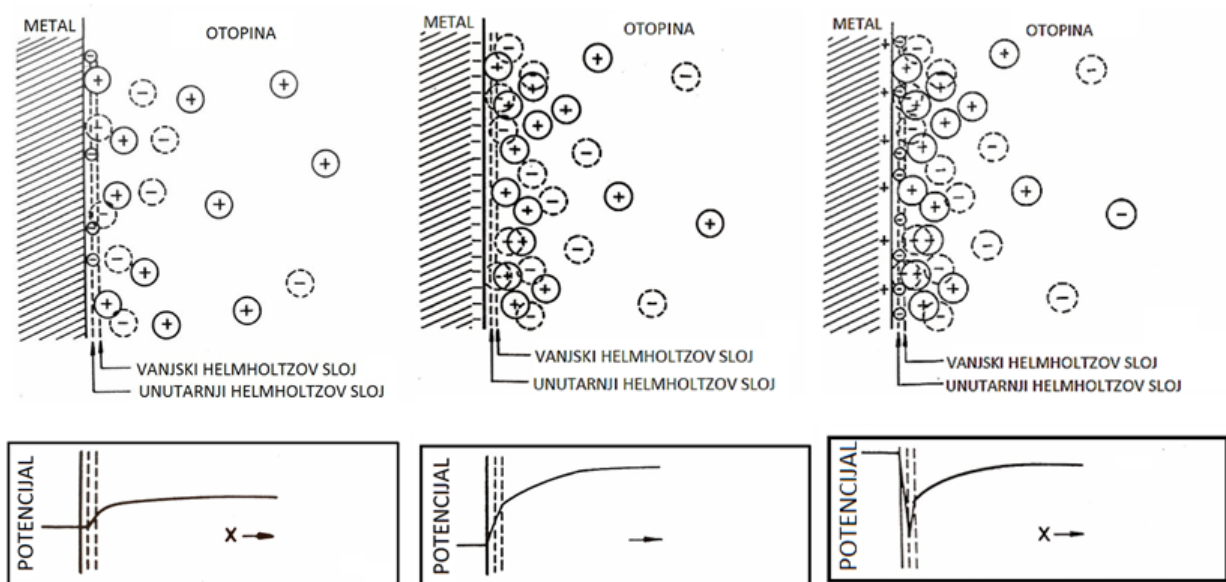 METAL
OTOPINA
VANJSKI HELMHOLTZOV SLOJ
UNUTARNJI HELMHOLTZOV SLOJ
POTENCIJAL
X
METAL
OTOPINA
VANJSKI HELMHOLTZOV SLOJ
UNUTARNJI HELMHOLTZOV SLOJ
POTENCIJAL
METAL
OTOPINA
VANJSKI HELMHOLTZOV SLOJ
UNUTARNJI HELMHOLTZOV SLOJ
POTENCIJAL
X